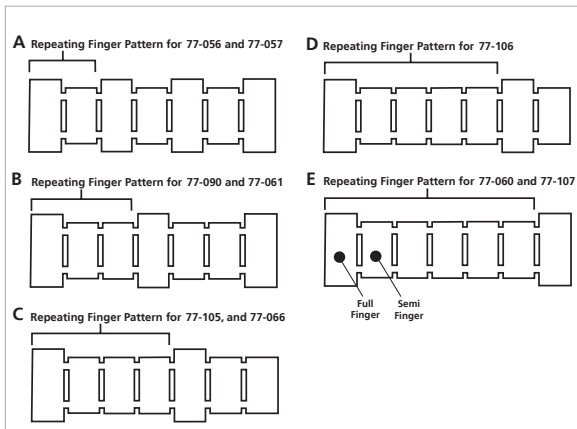 A Repeating Finger Pattern for 77-056 and 77-057
B Repeating Finger Pattern for 77-090 and 77-061
C Repeating Finger Pattern for 77-105, and 77-066
D Repeating Finger Pattern for 77-106
E Repeating Finger Pattern for 77-060 and 77-107
Full
Finger
Semi
Finger